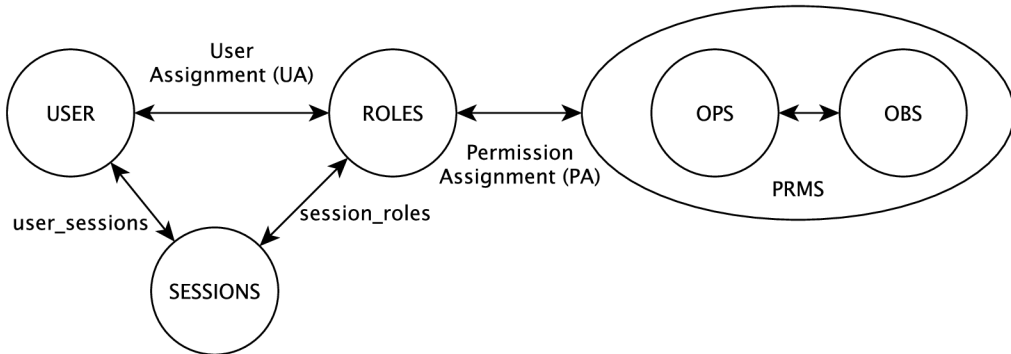 User
Assignment (UA)
USER
ROLES
OPS
OBS
Permission
Assignment (PA)
PRMS
user_sessions
session_roles
SESSIONS